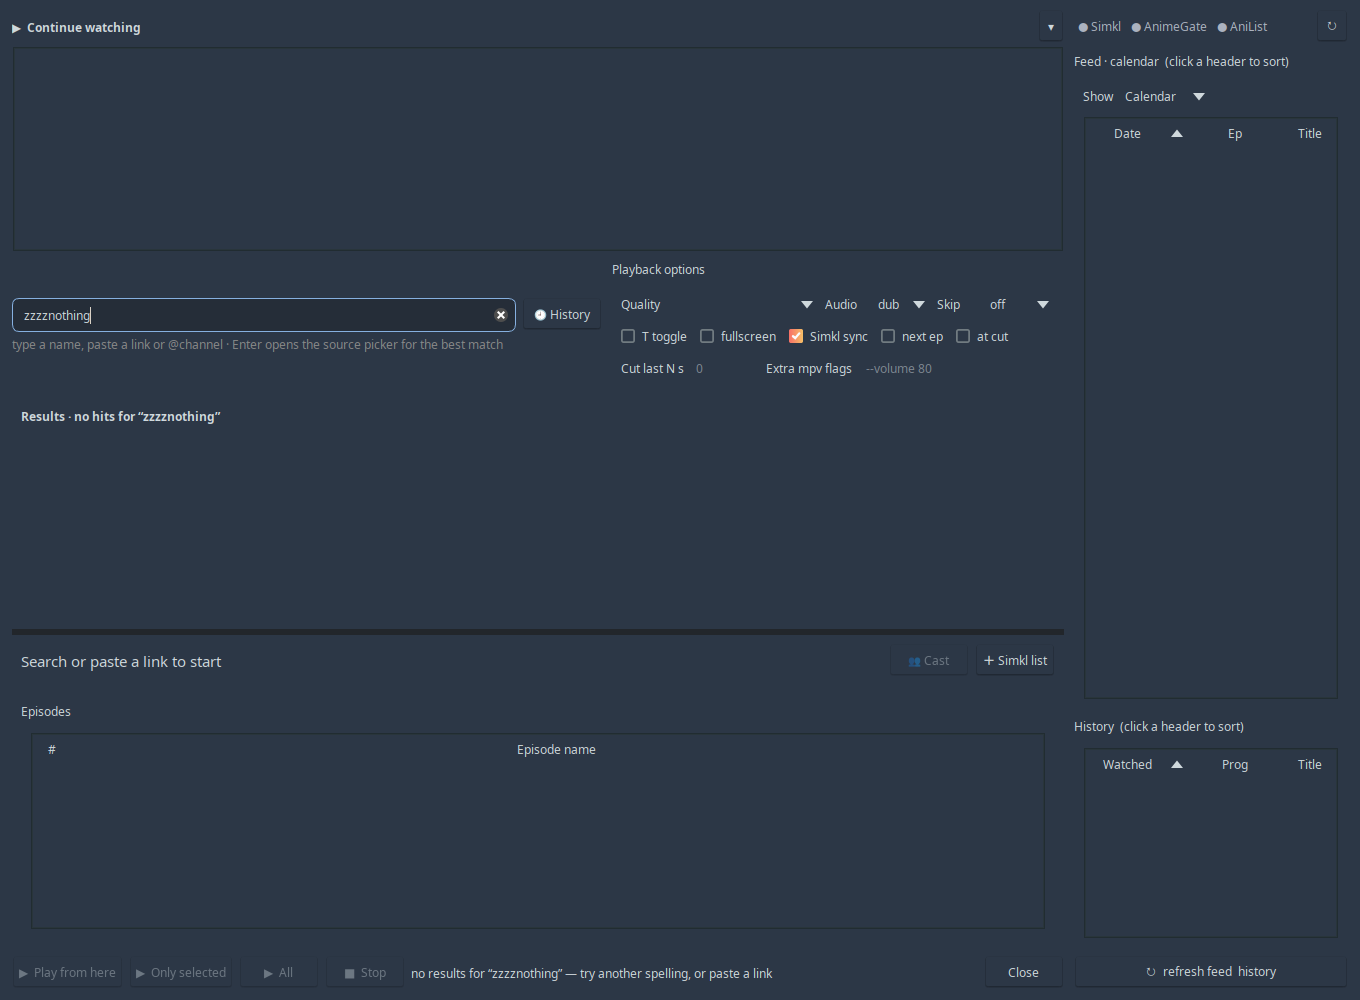 ▶ Continue watching
▼
● Simkl ● AnimeGate ● AniList
↻
Feed · calendar (click a header to sort)
Show Calendar
Date Ep Title
Playback options
zzzznothing
🕘 History
type a name, paste a link or @channel · Enter opens the source picker for the best match
Quality Audio dub Skip off
T toggle fullscreen Simkl sync next ep at cut
Cut last N s 0 Extra mpv flags --volume 80
Results · no hits for “zzzznothing”
Search or paste a link to start
👥 Cast
+ Simkl list
Episodes
# Episode name
History (click a header to sort)
Watched Prog Title
▶ Play from here
▶ Only selected
▶ All
■ Stop
no results for “zzzznothing” — try another spelling, or paste a link
Close
↻ refresh feed history